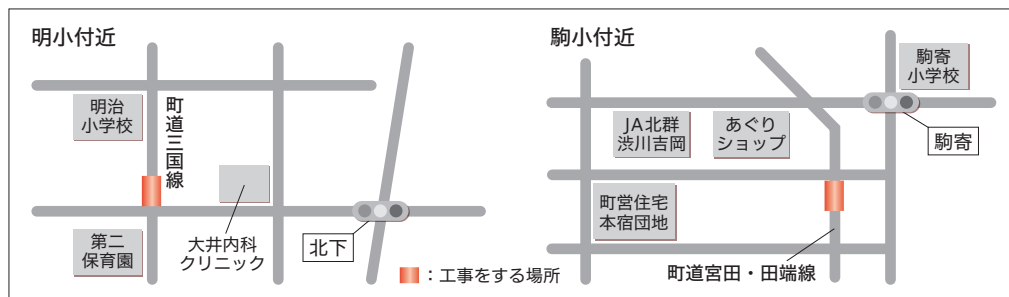 明小付近
明治
小学校
町道三国線
第二
保育園
大井内科
クリニック
北下
：工事をする場所
駒小付近
駒寄
小学校
JA北群
渋川吉岡
あぐり
ショップ
駒寄
町営住宅
本宿団地
町道宮田・田端線